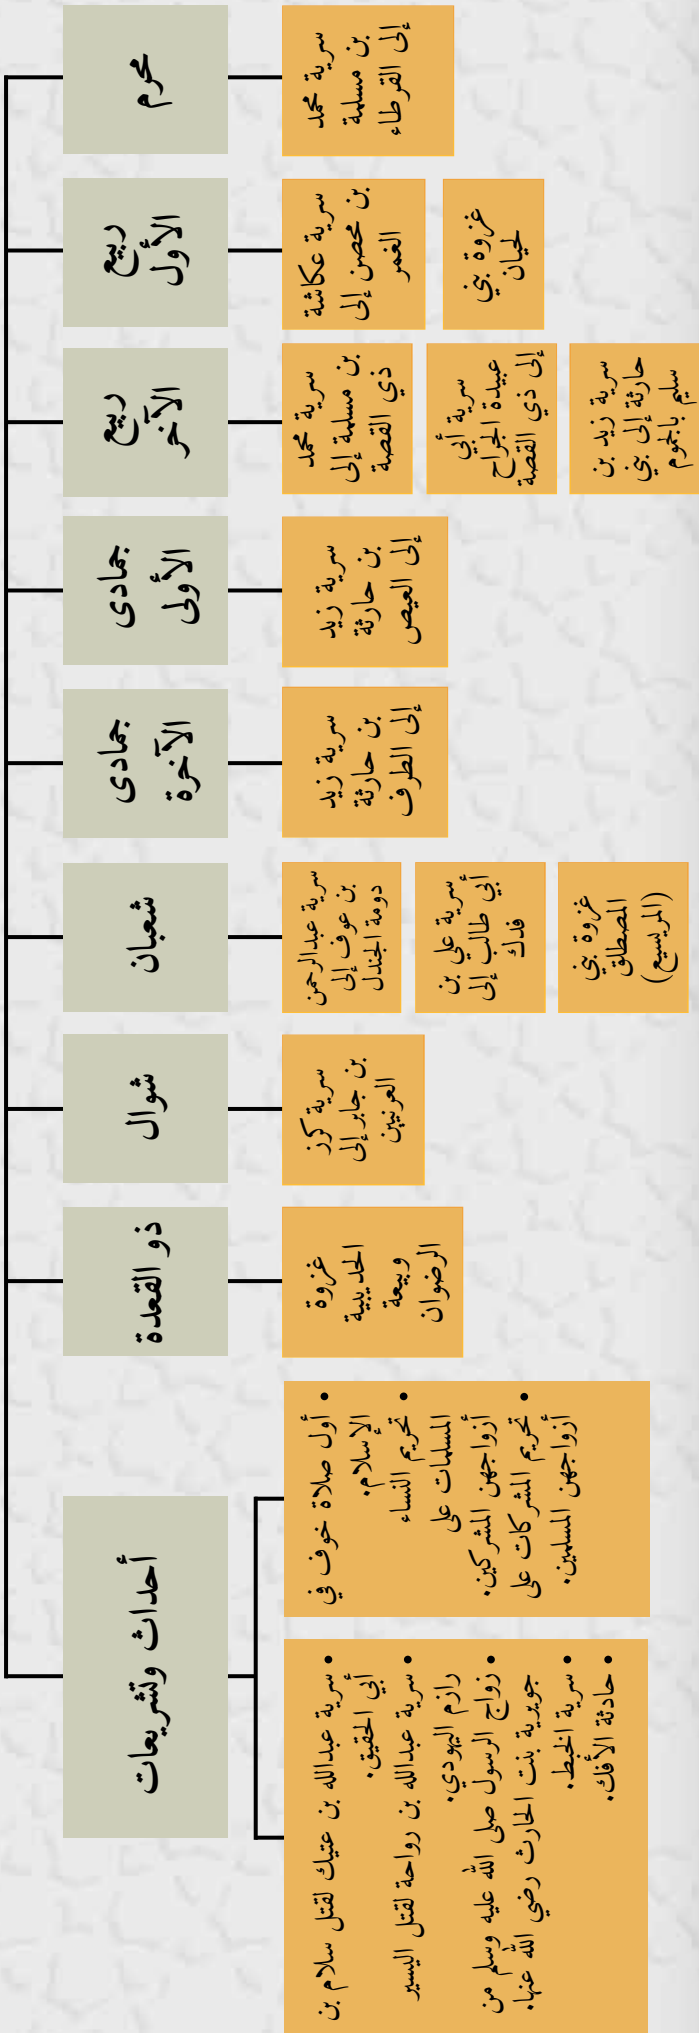 محرم
سرية محمد
بن مسلمة
إلى القرطاء
ربيع
الأول
سرية عكاشة
بن محصن إلى
الغمر
غزوة بني
لحيان
ربيع
الآخر
سرية محمد
بن مسلمة إلى
ذي القصة
سرية أبي
عبيدة الجراح
إلى ذي القصة
سرية زيد بن
حارثة إلى بني
سليم بالجموم
جمادى
الأولى
سرية زيد
بن حارثة
إلى العيص
جمادى
الآخرة
سرية زيد
بن حارثة
إلى الطرف
شعبان
سرية عبدالرحمن
بن عوف إلى
دومة الجندل
سرية علي بن
أبي طالب إلى
فدك
غزوة بني
المصطلق
(المريسيع)
شوال
سرية كرز
بن جابر إلى
العرنيين
ذو القعدة
غزوة
الحديبية
وبيعة
الرضوان
أحداث وتشريعات
• أول صلاة خوف في
الإسلام.
• تحريم النساء
المسلمات على
أزواجهن المشركين.
• تحريم المشركات على
أزواجهن المسلمين.
• سرية عبدالله بن عتيك لقتل سلام بن
أبي الحقيق.
• سرية عبدالله بن رواحة لقتل اليسير
رازم اليهودي.
• زواج الرسول صلى الله عليه وسلم من
جويرية بنت الحارث رضي الله عنها.
• سرية الخبط.
• حادثة الأفك.